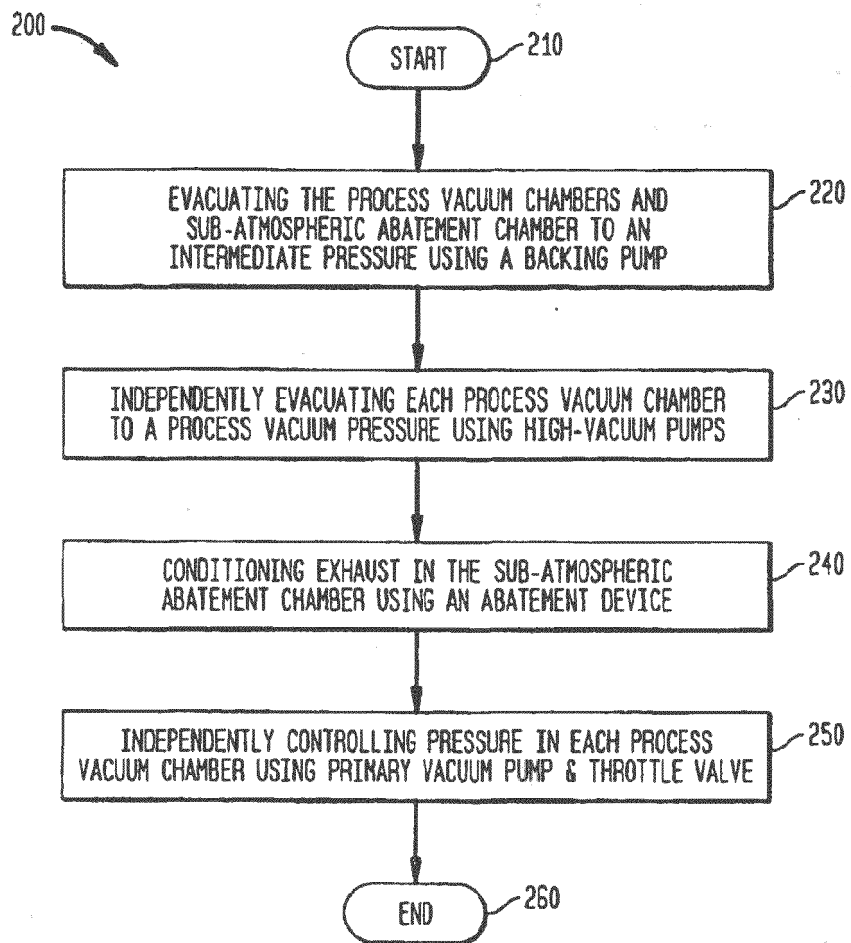 200
START
210
EVACUATING THE PROCESS VACUUM CHAMBERS AND
SUB-ATMOSPHERIC ABATEMENT CHAMBER TO AN
INTERMEDIATE PRESSURE USING A BACKING PUMP
220
INDEPENDENTLY EVACUATING EACH PROCESS VACUUM CHAMBER
TO A PROCESS VACUUM PRESSURE USING HIGH-VACUUM PUMPS
230
CONDITIONING EXHAUST IN THE SUB-ATMOSPHERIC
ABATEMENT CHAMBER USING AN ABATEMENT DEVICE
240
INDEPENDENTLY CONTROLLING PRESSURE IN EACH PROCESS
VACUUM CHAMBER USING PRIMARY VACUUM PUMP & THROTTLE VALVE
250
END
260